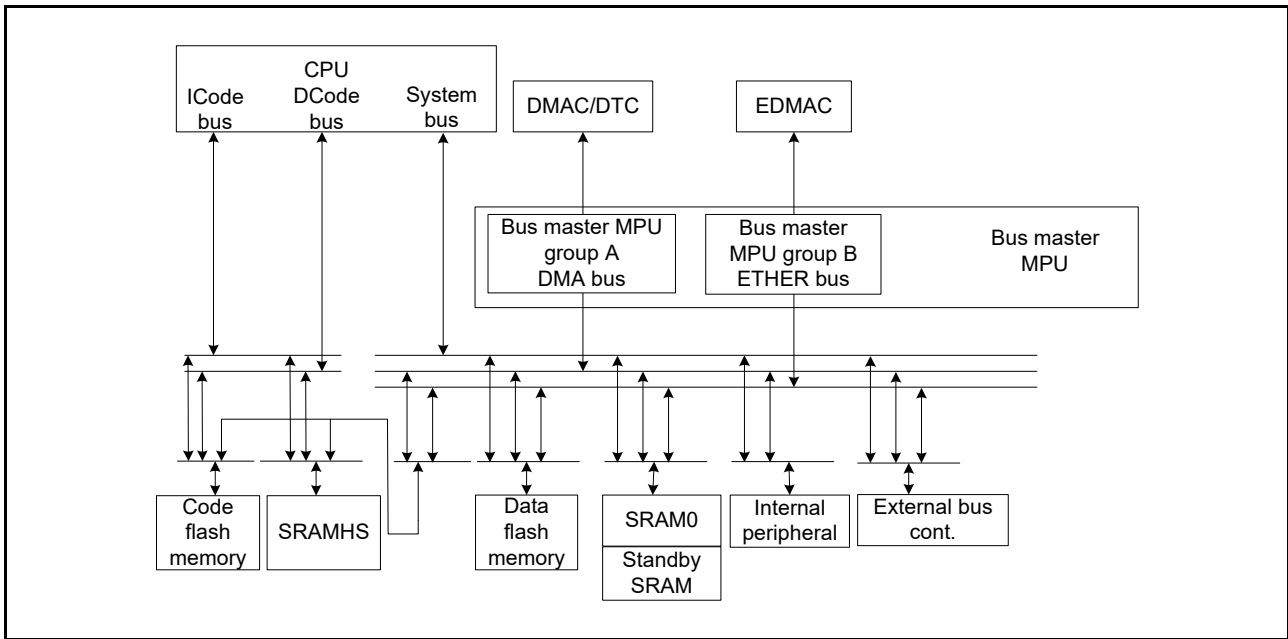 CPU
ICode
bus
DCode
bus
System
bus
DMAC/DTC
EDMAC
Bus master MPU
group A
DMA bus
Bus master
MPU group B
ETHER bus
Bus master
MPU
Code
flash
memory
SRAMHS
Data
flash
memory
SRAM0
Standby
SRAM
Internal
peripheral
External bus
cont.